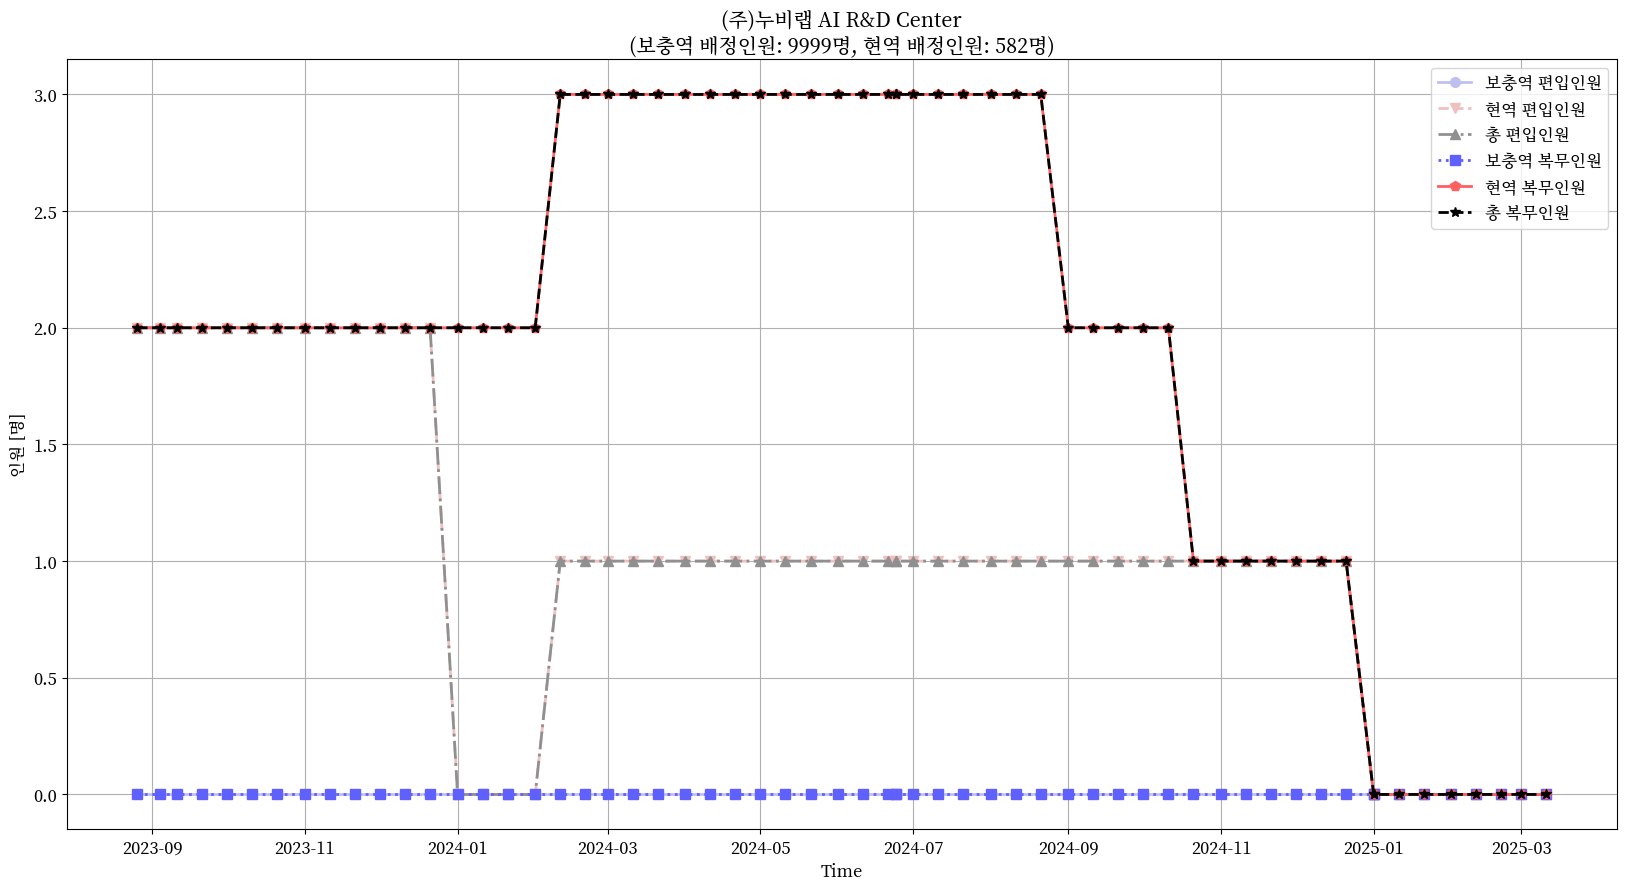 (주)누비랩 AI R&D Center
(보충역 배정인원: 9999명, 현역 배정인원: 582명)
보충역 편입인원
현역 편입인원
총 편입인원
보충역 복무인원
현역 복무인원
총 복무인원
인원 [명]
3.0
2.5
2.0
1.5
1.0
0.5
0.0
2023-09
2023-11
2024-01
2024-03
2024-05
2024-07
2024-09
2024-11
2025-01
2025-03
Time